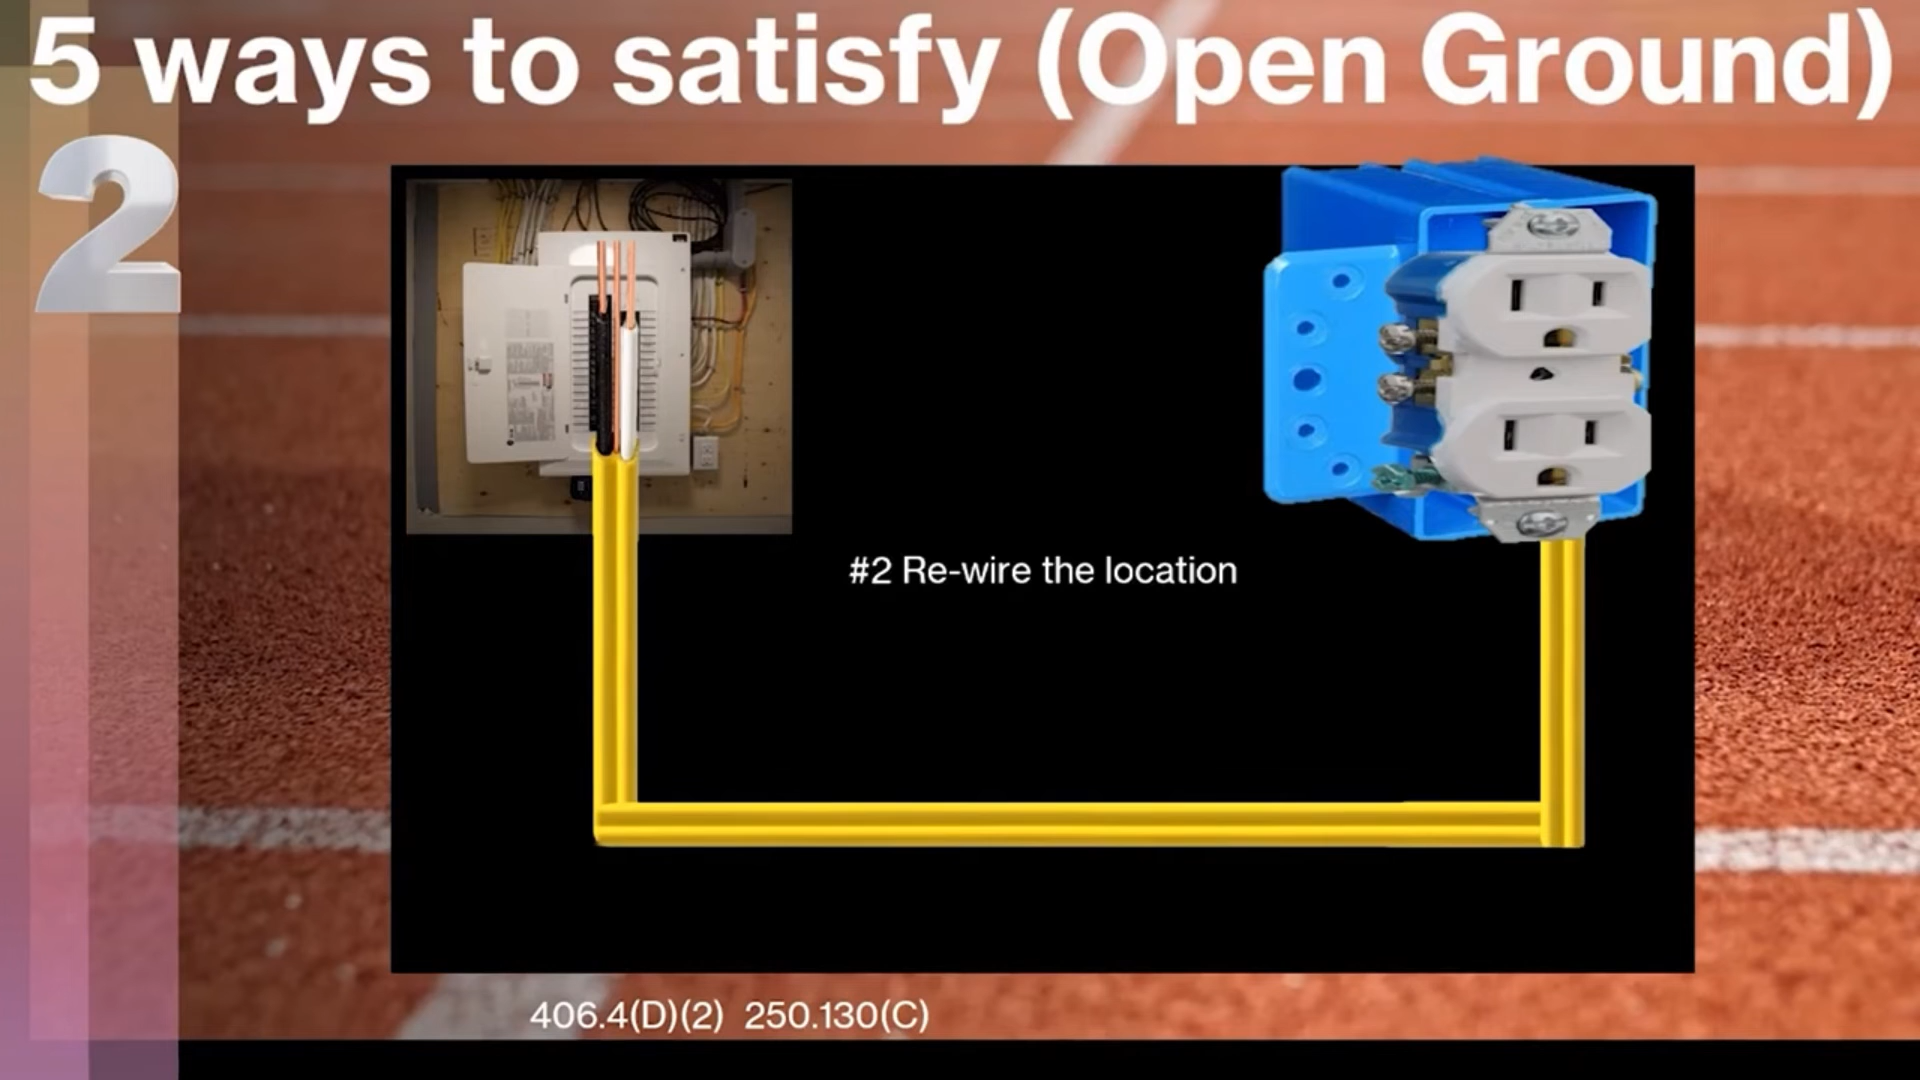 5 ways to satisfy (Open Ground)
2
#2 Re-wire the location
406.4(D)(2)  250.130(C)